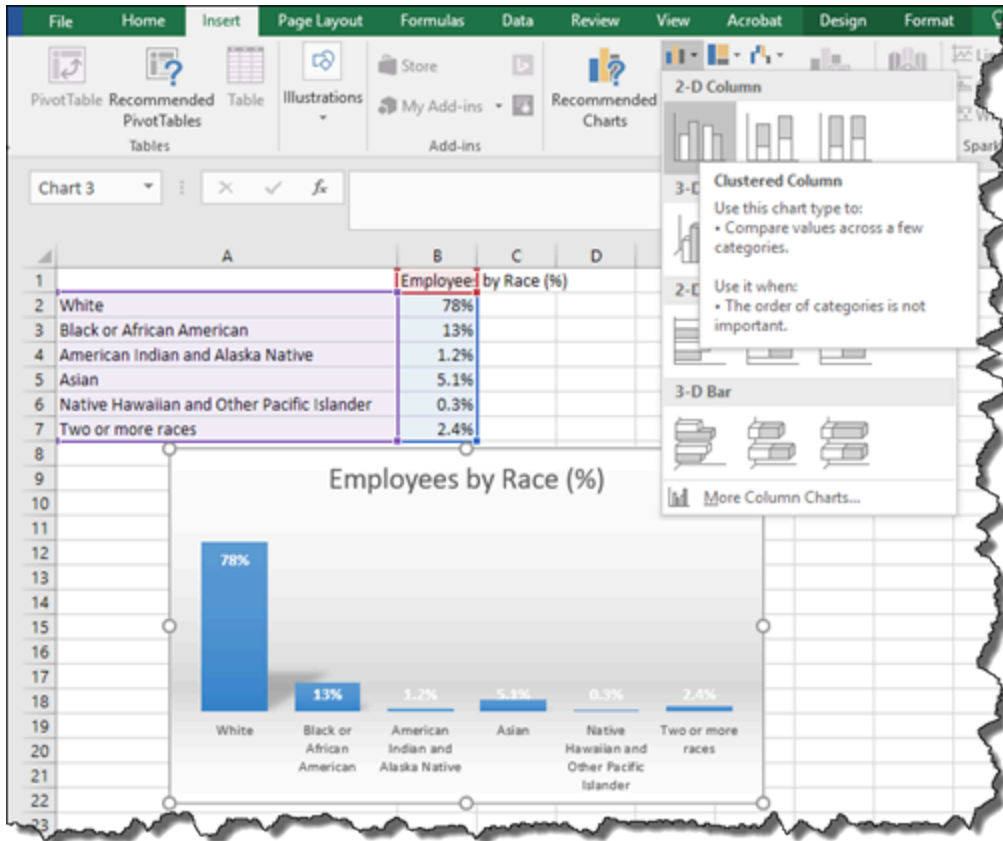 File Home Insert Page Layout Formulas Data Review View Acrobat Design Format
PivotTable Recommended PivotTables Table
Illustrations
Store
My Add-ins
Recommended Charts
Tables
Add-ins
2-D Column
Clustered Column
Use this chart type to:
• Compare values across a few
categories.
Use it when:
• The order of categories is not
important.
3-D Bar
More Column Charts...
Chart 3
fx
A B C D
1 Employees by Race (%)
2 White 78%
3 Black or African American 13%
4 American Indian and Alaska Native 1.2%
5 Asian 5.1%
6 Native Hawaiian and Other Pacific Islander 0.3%
7 Two or more races 2.4%
8
9
10
11
12
13
14
15
16
17
18
19
20
21
22
23
Employees by Race (%)
78%
13% 1.2% 5.1% 0.3% 2.4%
White Black or African American American Indian and Alaska Native Asian Native Hawaiian and Other Pacific Islander Two or more races